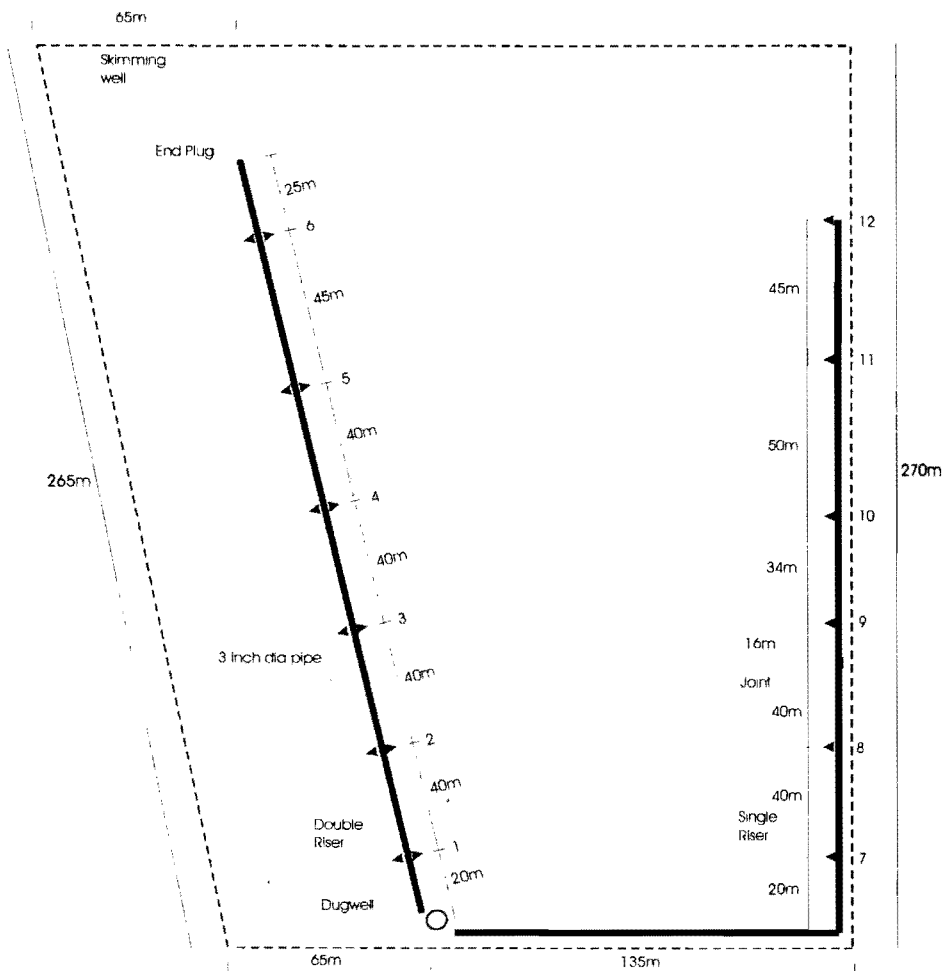 65m
Skimming
well
End Plug
25m
6
12
45m
45m
11
5
40m
50m
265m
270m
4
10
40m
34m
3
9
16m
3 inch dia pipe
40m
Joint
40m
2
8
40m
40m
Double
Riser
Single
Riser
1
7
20m
20m
Dugwell
65m
135m